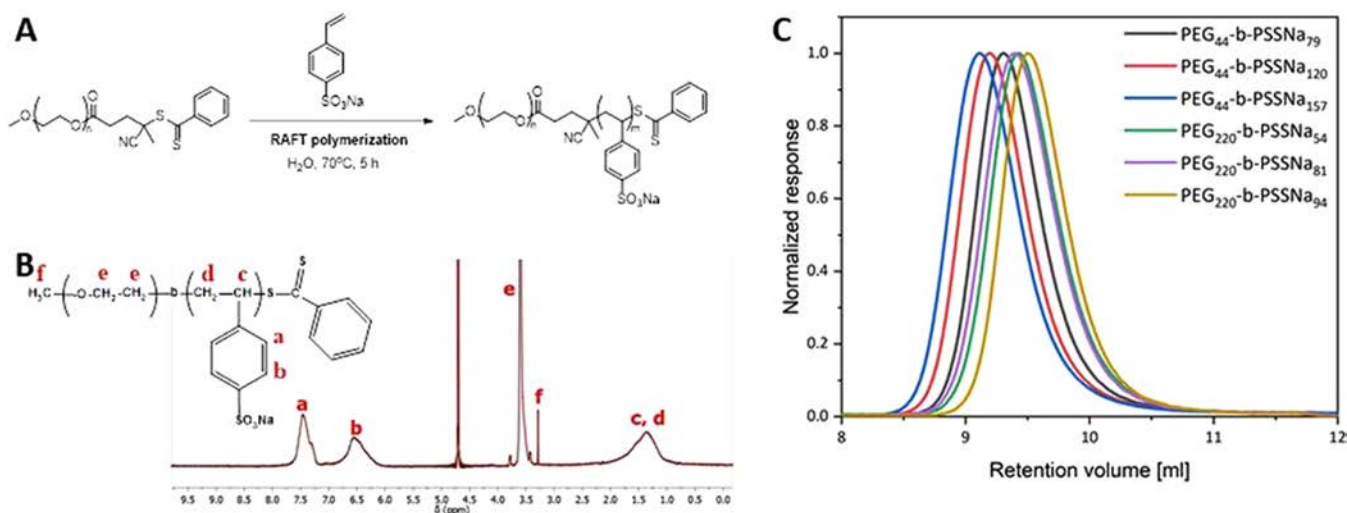 A
SO₃Na
O
n
O
O
CN
S
S
RAFT polymerization
H₂O, 70°C, 5 h
O
n
O
O
CN
m
S
S
SO₃Na
B
f
e
e
d
c
H₃C
O
CH₂
CH₂
b
CH₂
CH
s
C
S
a
b
SO₃Na
a
b
e
f
c, d
9.5 9.0 8.5 8.0 7.5 7.0 6.5 6.0 5.5 5.0 4.5 4.0 3.5 3.0 2.5 2.0 1.5 1.0 0.5 0.0
δ (ppm)
C
PEG₄₄-b-PSSNa₇₉
PEG₄₄-b-PSSNa₁₂₀
PEG₄₄-b-PSSNa₁₅₇
PEG₂₂₀-b-PSSNa₅₄
PEG₂₂₀-b-PSSNa₈₁
PEG₂₂₀-b-PSSNa₉₄
Normalized response
1.0
0.8
0.6
0.4
0.2
0.0
8 9 10 11 12
Retention volume [ml]